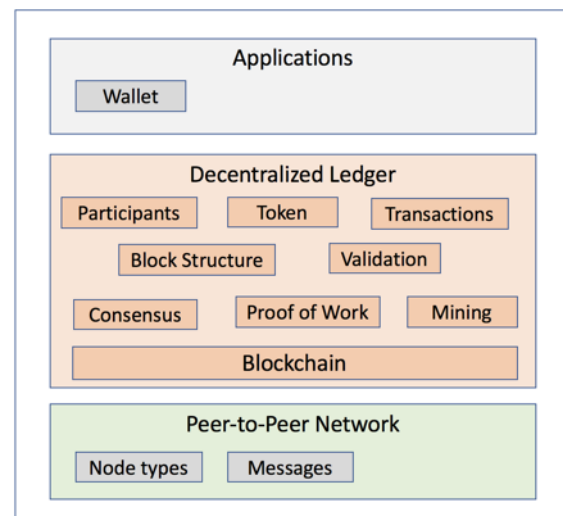 Applications
Wallet
Decentralized Ledger
Participants
Token
Transactions
Block Structure
Validation
Consensus
Proof of Work
Mining
Blockchain
Peer-to-Peer Network
Node types
Messages